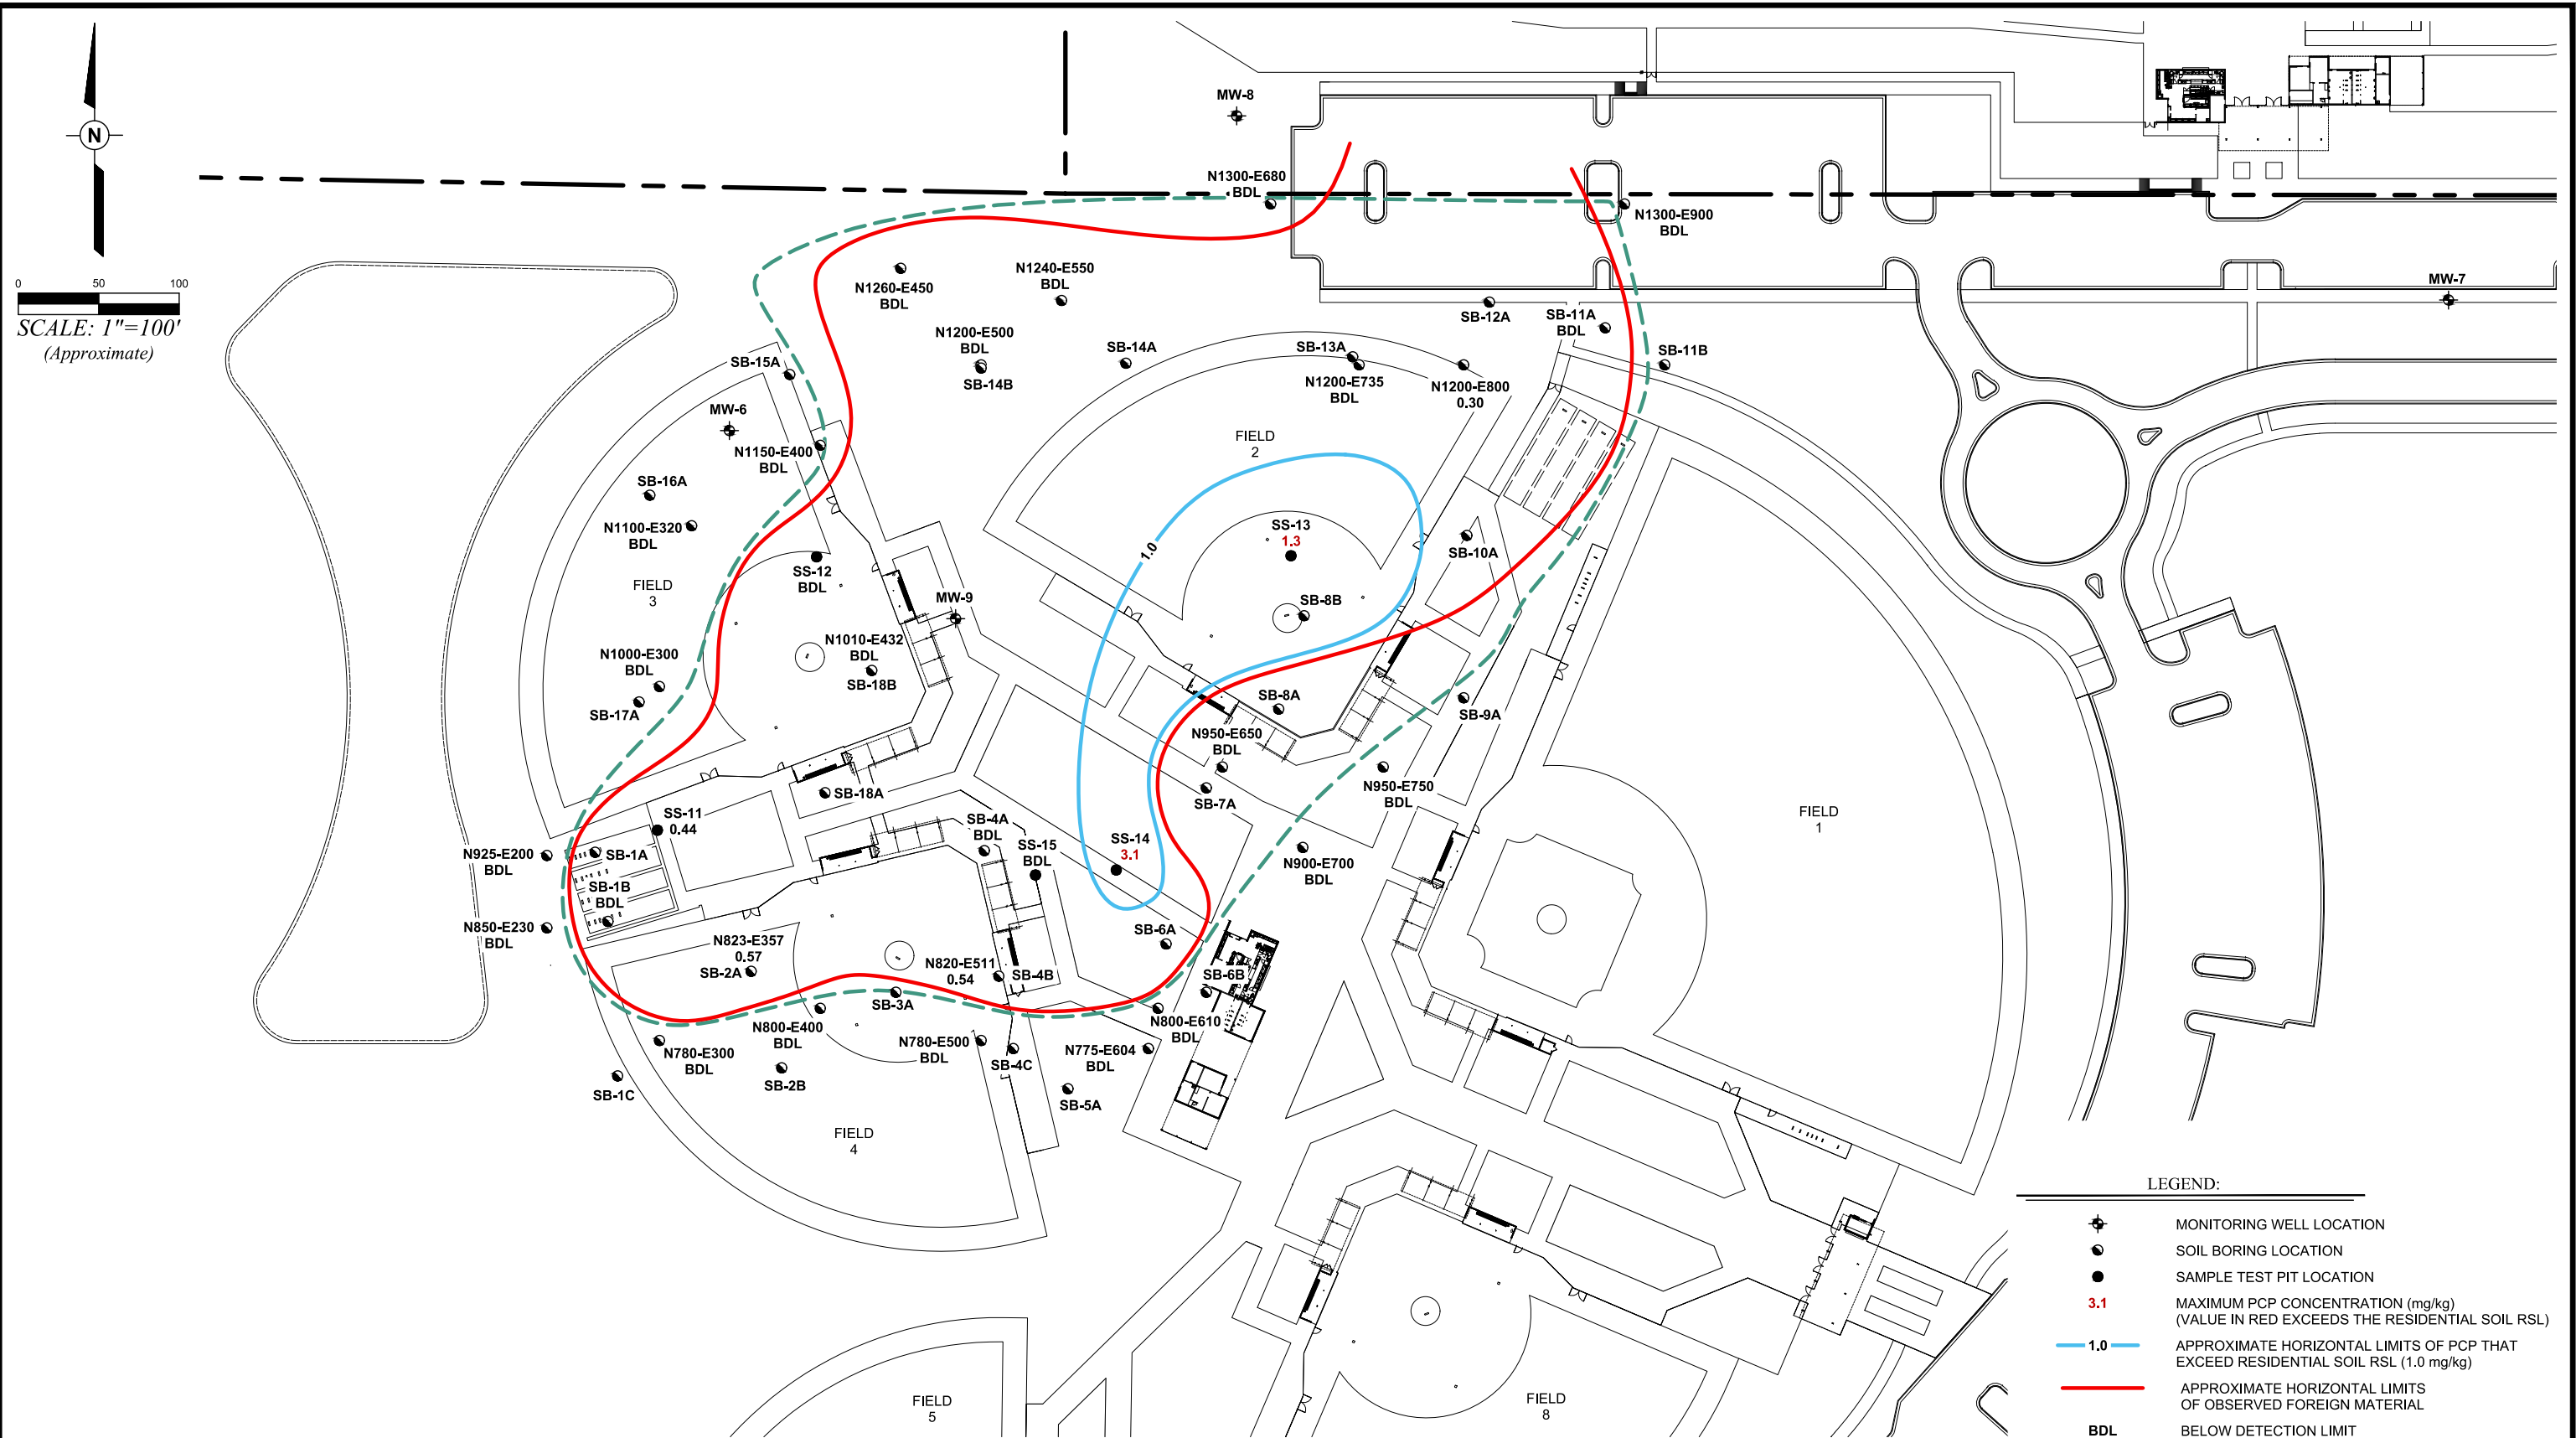 MW-8
N
N1300-E680
BDL
N1300-E900
BDL
0 50 100
SCALE: 1"=100'
(Approximate)
N1260-E450
BDL
N1240-E550
BDL
MW-7
SB-12A
SB-11A
BDL
N1200-E500
BDL
SB-14B
SB-14A
SB-13A
N1200-E735
BDL
N1200-E800
0.30
SB-11B
SB-15A
MW-6
N1150-E400
BDL
FIELD
2
SB-16A
N1100-E320
BDL
SS-13
1.3
SB-10A
1.0
SS-12
BDL
FIELD
3
MW-9
SB-8B
N1010-E432
BDL
SB-18B
N1000-E300
BDL
SB-17A
SB-8A
SB-9A
N950-E650
BDL
SB-7A
N950-E750
BDL
SB-18A
FIELD
1
SS-11
0.44
SB-4A
BDL
SS-15
BDL
SS-14
3.1
N900-E700
BDL
N925-E200
BDL
SB-1A
SB-1B
BDL
N850-E230
BDL
N823-E357
0.57
SB-2A
N820-E511
0.54
SB-4B
SB-6A
SB-6B
SB-3A
N800-E400
BDL
N800-E610
BDL
N780-E300
BDL
N780-E500
BDL
SB-4C
N775-E604
BDL
SB-2B
SB-1C
SB-5A
FIELD
4
FIELD
5
FIELD
8
LEGEND:
MONITORING WELL LOCATION
SOIL BORING LOCATION
SAMPLE TEST PIT LOCATION
3.1 MAXIMUM PCP CONCENTRATION (mg/kg)
(VALUE IN RED EXCEEDS THE RESIDENTIAL SOIL RSL)
1.0 APPROXIMATE HORIZONTAL LIMITS OF PCP THAT
EXCEED RESIDENTIAL SOIL RSL (1.0 mg/kg)
APPROXIMATE HORIZONTAL LIMITS
OF OBSERVED FOREIGN MATERIAL
BDL BELOW DETECTION LIMIT